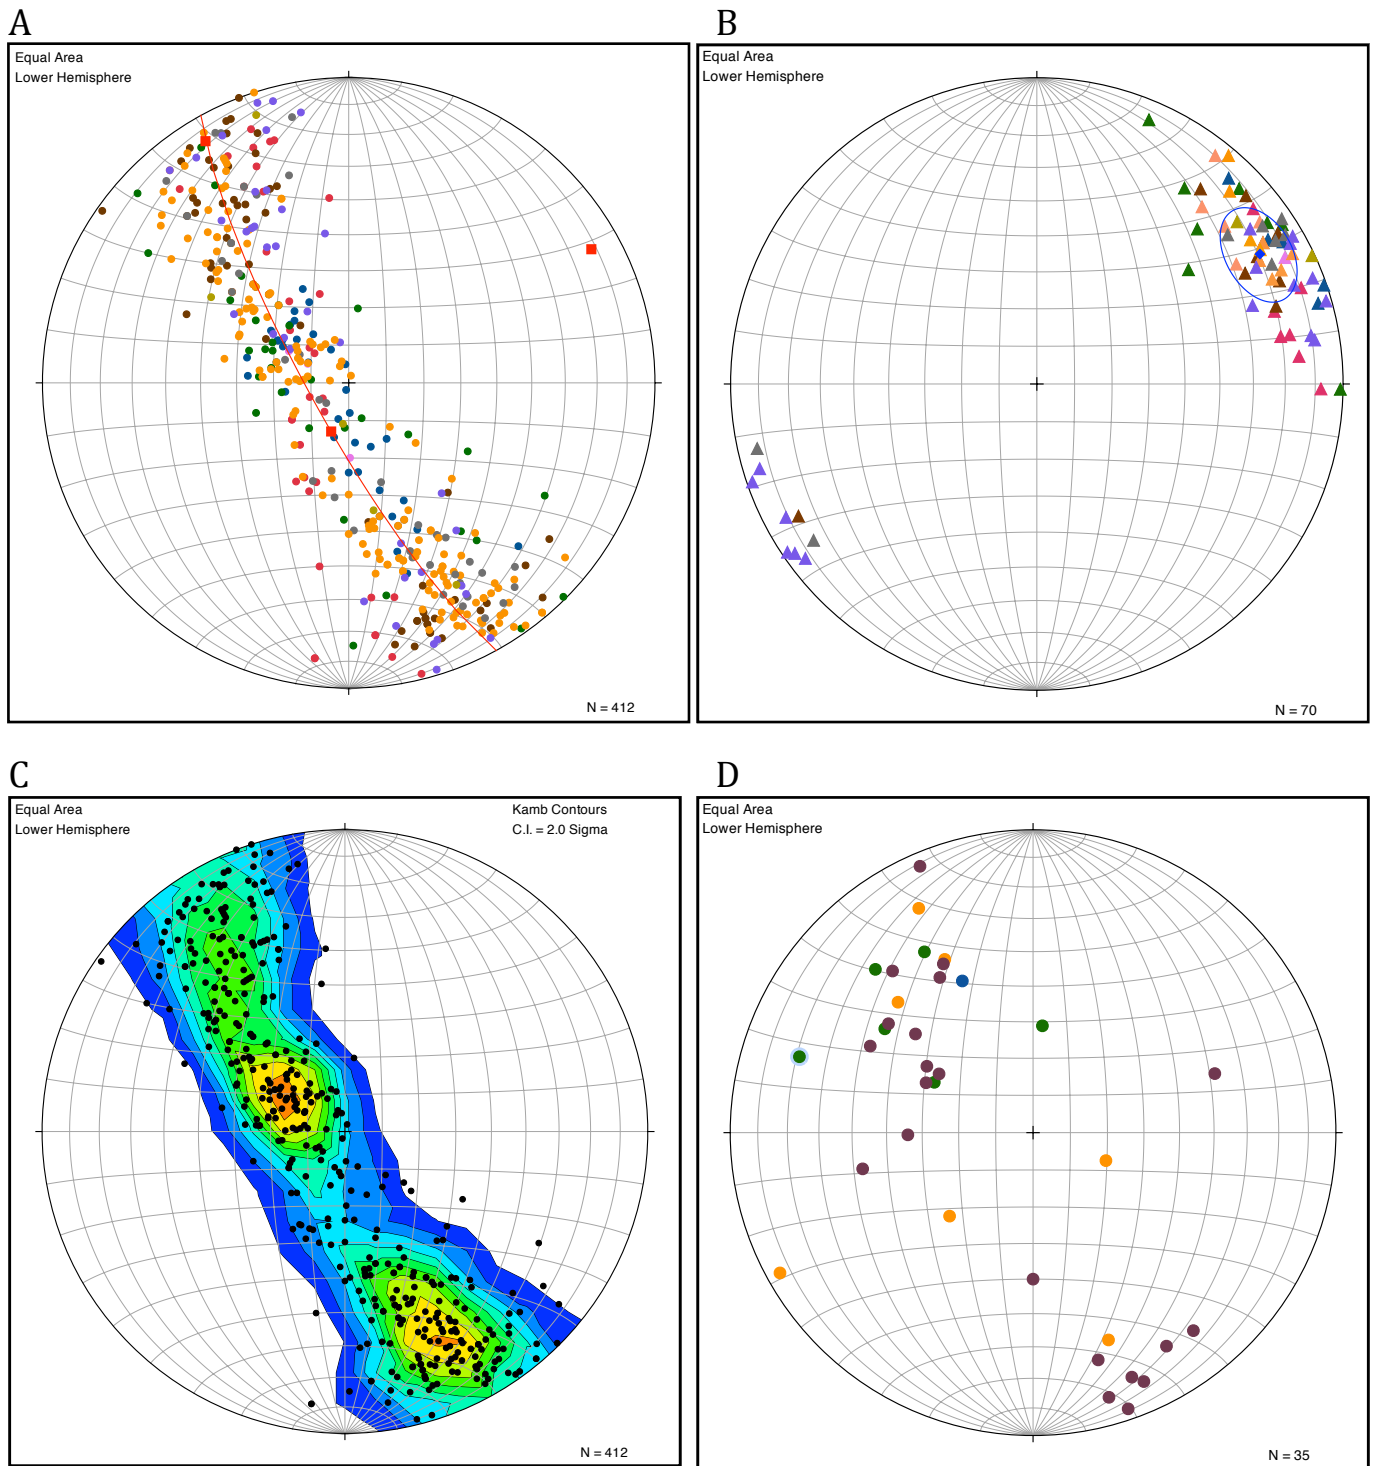 A
Equal Area
Lower Hemisphere
N = 412
B
Equal Area
Lower Hemisphere
N = 70
C
Equal Area
Lower Hemisphere
Kamb Contours
C.I. = 2.0 Sigma
N = 412
D
Equal Area
Lower Hemisphere
N = 35